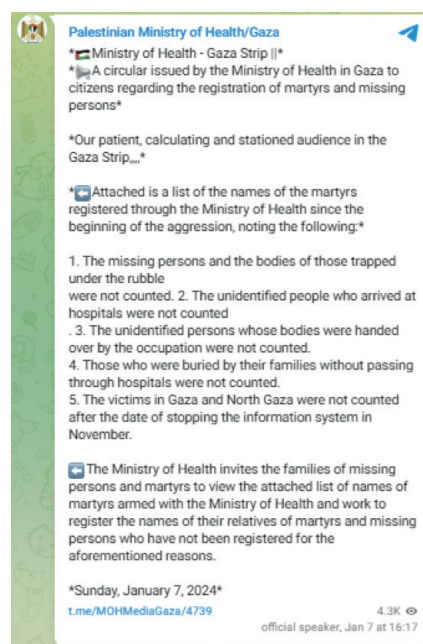 Palestinian Ministry of Health/Gaza
*🇵🇸Ministry of Health - Gaza Strip ||*
*📢A circular issued by the Ministry of Health in Gaza to
citizens regarding the registration of martyrs and missing
persons*
*Our patient, calculating and stationed audience in the
Gaza Strip,,,,*
*⬅️Attached is a list of the names of the martyrs
registered through the Ministry of Health since the
beginning of the aggression, noting the following:*
1. The missing persons and the bodies of those trapped
under the rubble
were not counted. 2. The unidentified people who arrived at
hospitals were not counted
. 3. The unidentified persons whose bodies were handed
over by the occupation were not counted.
4. Those who were buried by their families without passing
through hospitals were not counted.
5. The victims in Gaza and North Gaza were not counted
after the date of stopping the information system in
November.
⬅️The Ministry of Health invites the families of missing
persons and martyrs to view the attached list of names of
martyrs armed with the Ministry of Health and work to
register the names of their relatives of martyrs and missing
persons who have not been registered for the
aforementioned reasons.
*Sunday, January 7, 2024*
t.me/MOHMediaGaza/4739
4.3K
official speaker, Jan 7 at 16:17